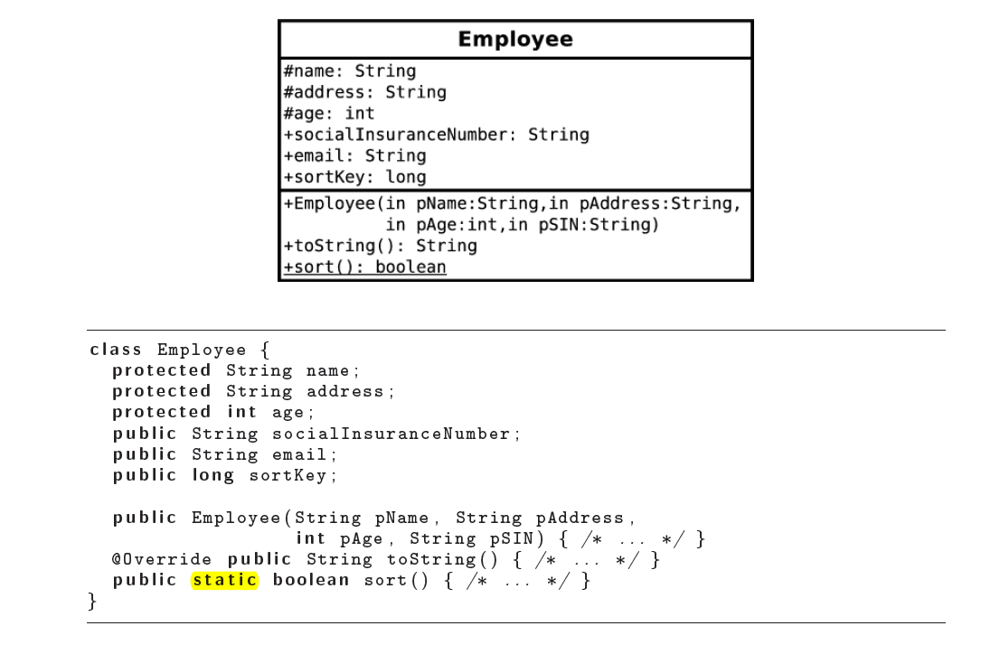 Employee
#name: String
#address: String
#age: int
+socialInsuranceNumber: String
+email: String
+sortKey: long
+Employee(in pName:String,in pAddress:String,
in pAge:int,in pSIN:String)
+toString(): String
+sort(): boolean
class Employee {
protected String name;
protected String address;
protected int age;
public String socialInsuranceNumber;
public String email;
public long sortKey;
public Employee(String pName, String pAddress,
int pAge, String pSIN) { /* ... */ }
@Override public String toString() { /* ... */ }
public static boolean sort() { /* ... */ }
}